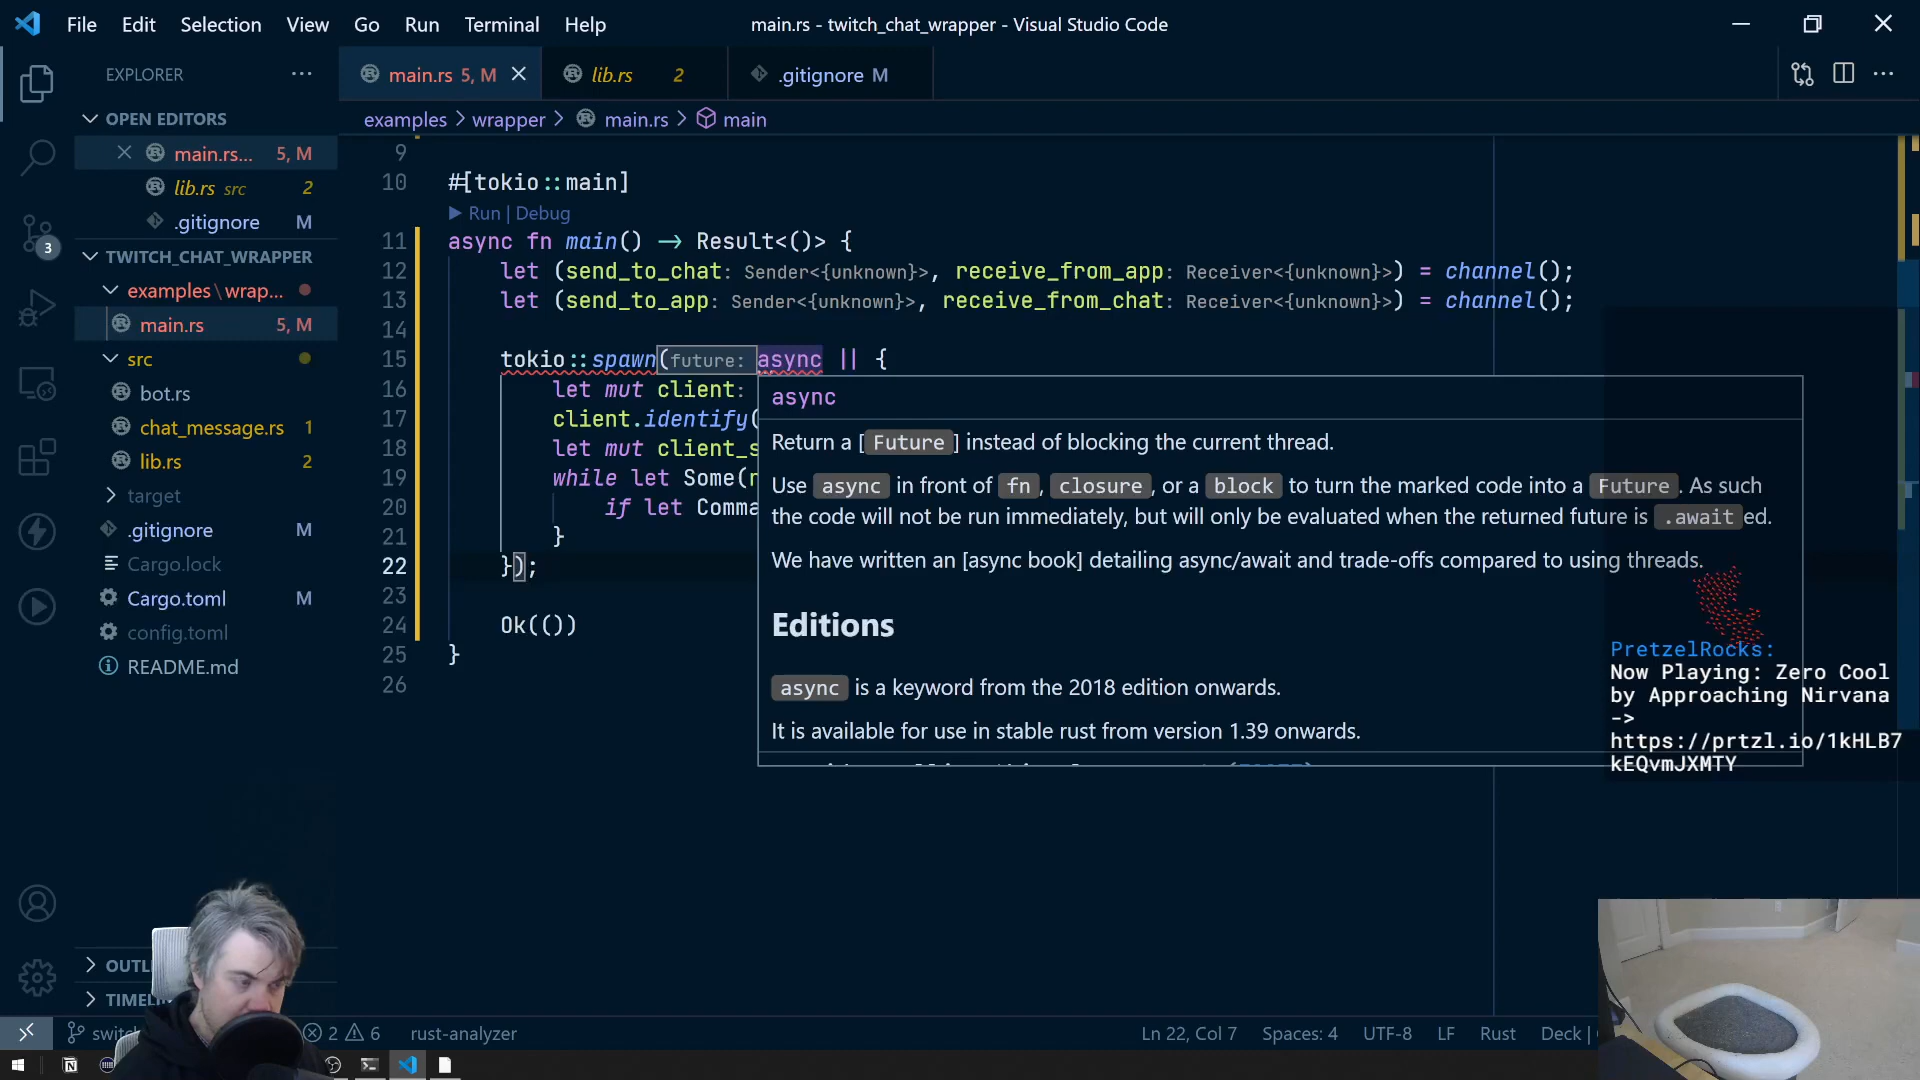 File Edit Selection View Go Run Terminal Help
main.rs - twitch_chat_wrapper - Visual Studio Code
EXPLORER
main.rs 5, M
lib.rs 2
.gitignore M
OPEN EDITORS
main.rs... 5, M
lib.rs src 2
.gitignore M
TWITCH_CHAT_WRAPPER
examples\wrap...
main.rs 5, M
src
bot.rs
chat_message.rs 1
lib.rs 2
target
.gitignore M
Cargo.lock
Cargo.toml M
config.toml
README.md
3
TIMELI
examples > wrapper > main.rs > main
9
10 #[tokio::main]
Run | Debug
11 async fn main() -> Result<()> {
12 let (send_to_chat: Sender<{unknown}>, receive_from_app: Receiver<{unknown}>) = channel();
13 let (send_to_app: Sender<{unknown}>, receive_from_chat: Receiver<{unknown}>) = channel();
14
15 tokio::spawn(future: async || {
16 let mut client:
17 client.identify(
18 let mut client_s
19 while let Some(
20 if let Comma
21 }
22 });
23
24 Ok(())
25 }
26
async
Return a [Future] instead of blocking the current thread.
Use async in front of fn, closure, or a block to turn the marked code into a Future. As such
the code will not be run immediately, but will only be evaluated when the returned future is .awaited.
We have written an [async book] detailing async/await and trade-offs compared to using threads.
Editions
async is a keyword from the 2018 edition onwards.
It is available for use in stable rust from version 1.39 onwards.
PretzelRocks:
Now Playing: Zero Cool
by Approaching Nirvana
->
https://prtzl.io/1kHLB7
kEQvmJXMTY
2 6 rust-analyzer
Ln 22, Col 7 Spaces: 4 UTF-8 LF Rust Deck |